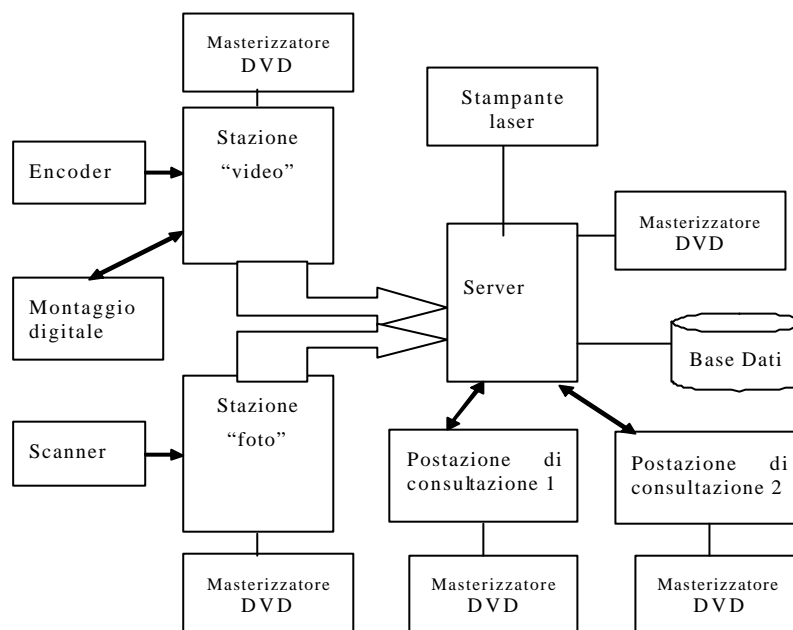 Masterizzatore
DVD
Stampante
laser
Stazione
“video”
Encoder
Masterizzatore
DVD
Server
Montaggio
digitale
Base Dati
Stazione
“foto”
Scanner
Postazione di
consultazione 1
Postazione di
consultazione 2
Masterizzatore
DVD
Masterizzatore
DVD
Masterizzatore
DVD